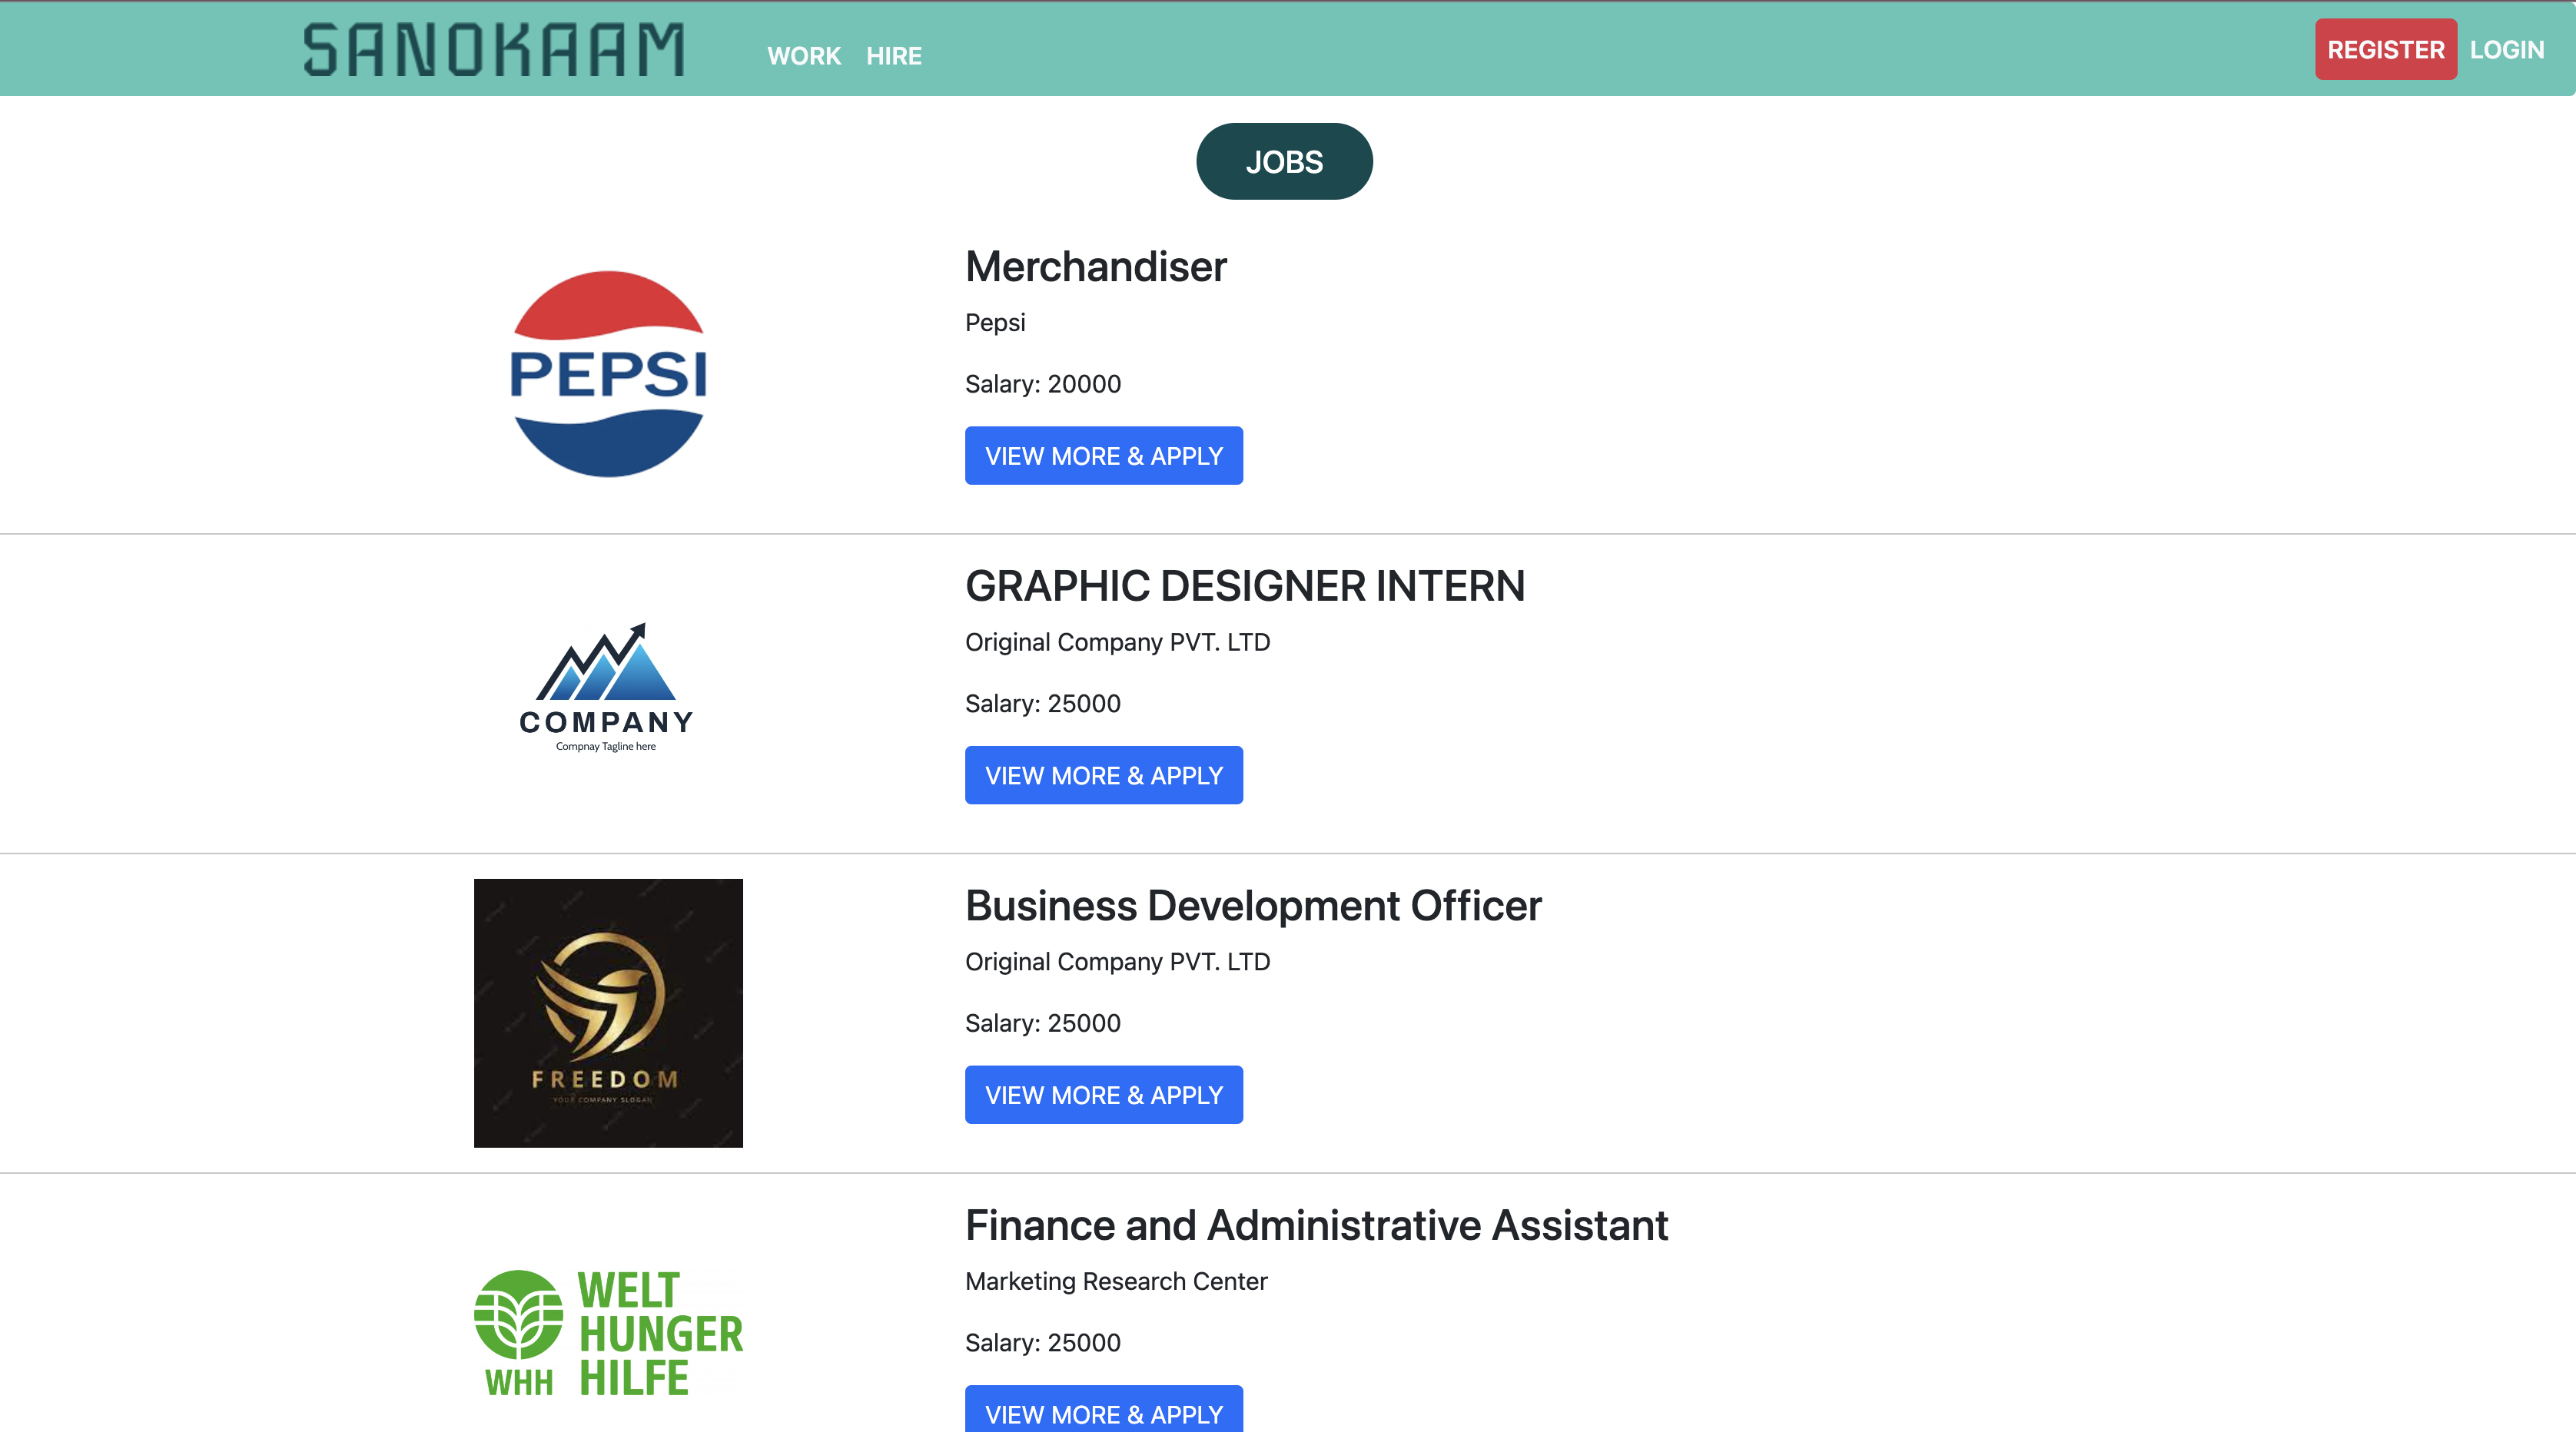 SANOKAAM
WORK HIRE
REGISTER LOGIN
JOBS
PEPSI
Merchandiser
Pepsi
Salary: 20000
VIEW MORE & APPLY
COMPANY
Compnay Tagline here
GRAPHIC DESIGNER INTERN
Original Company PVT. LTD
Salary: 25000
VIEW MORE & APPLY
FREEDOM
YOUR COMPANY SLOGAN
Business Development Officer
Original Company PVT. LTD
Salary: 25000
VIEW MORE & APPLY
WELT
HUNGER
HILFE
WHH
Finance and Administrative Assistant
Marketing Research Center
Salary: 25000
VIEW MORE & APPLY